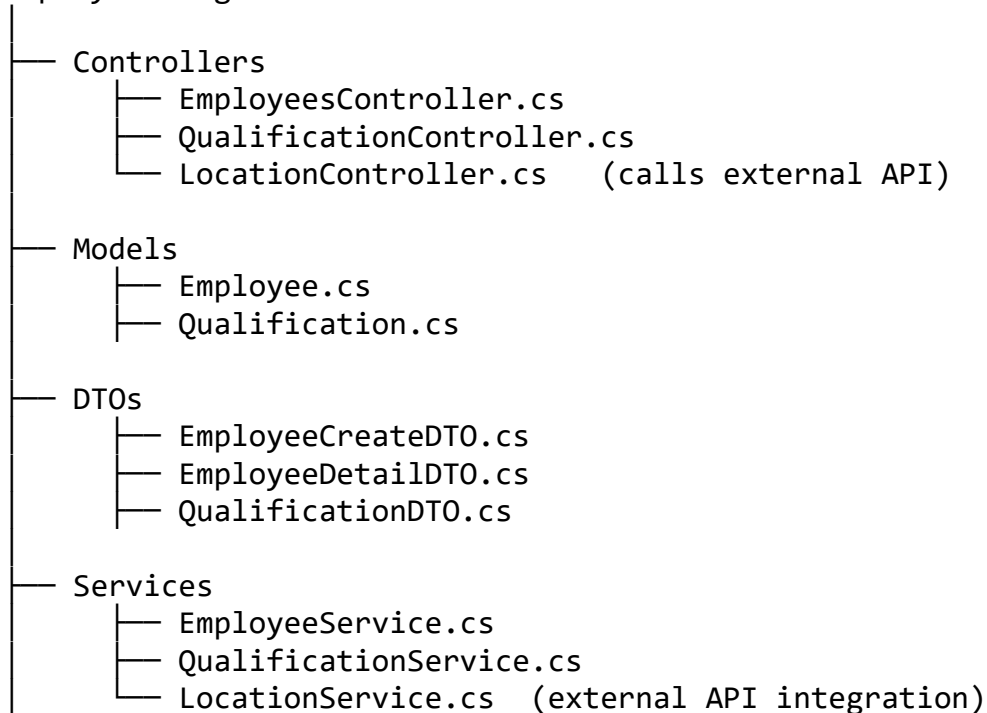 ├── Controllers
│     ├── EmployeesController.cs
│     ├── QualificationController.cs
│     └── LocationController.cs   (calls external API)
│
├── Models
│     ├── Employee.cs
│     ├── Qualification.cs
│
├── DTOs
│     ├── EmployeeCreateDTO.cs
│     ├── EmployeeDetailDTO.cs
│     ├── QualificationDTO.cs
│
├── Services
│     ├── EmployeeService.cs
│     ├── QualificationService.cs
│     └── LocationService.cs  (external API integration)